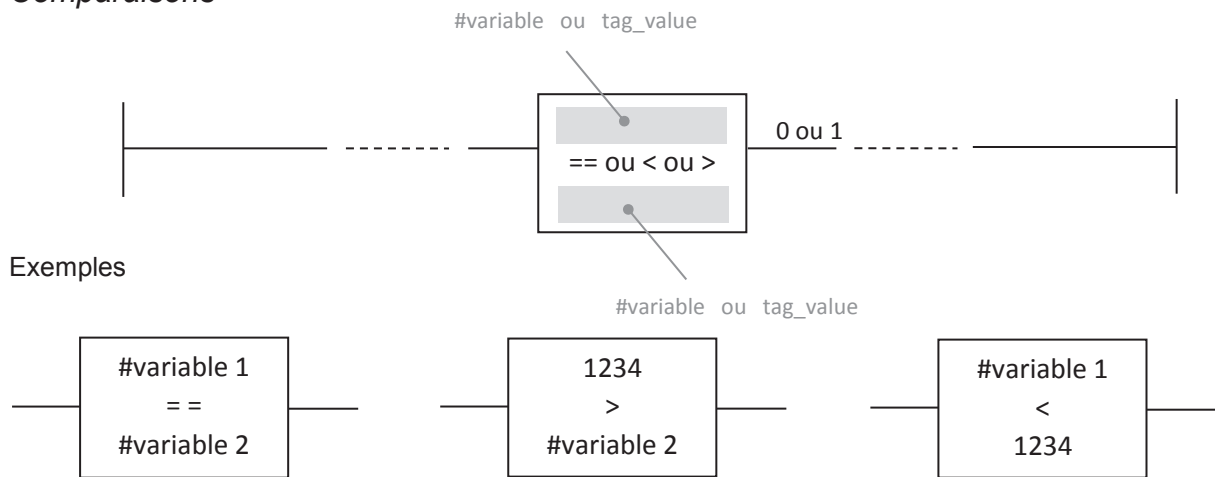 Comparaisons
#variable ou tag_value
== ou < ou >
0 ou 1
#variable ou tag_value
Exemples
#variable 1
= =
#variable 2
1234
>
#variable 2
#variable 1
<
1234